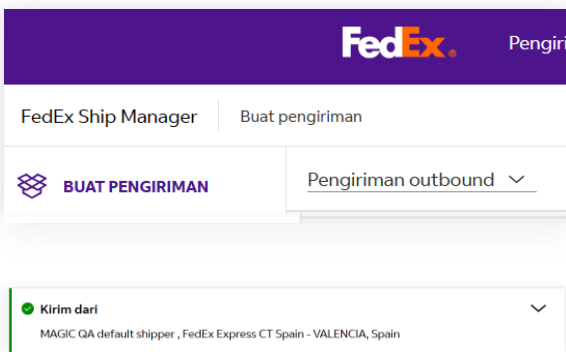 FedEx®
Pengiri
FedEx Ship Manager
Buat pengiriman
BUAT PENGIRIMAN
Pengiriman outbound
Kirim dari
MAGIC QA default shipper , FedEx Express CT Spain - VALENCIA, Spain